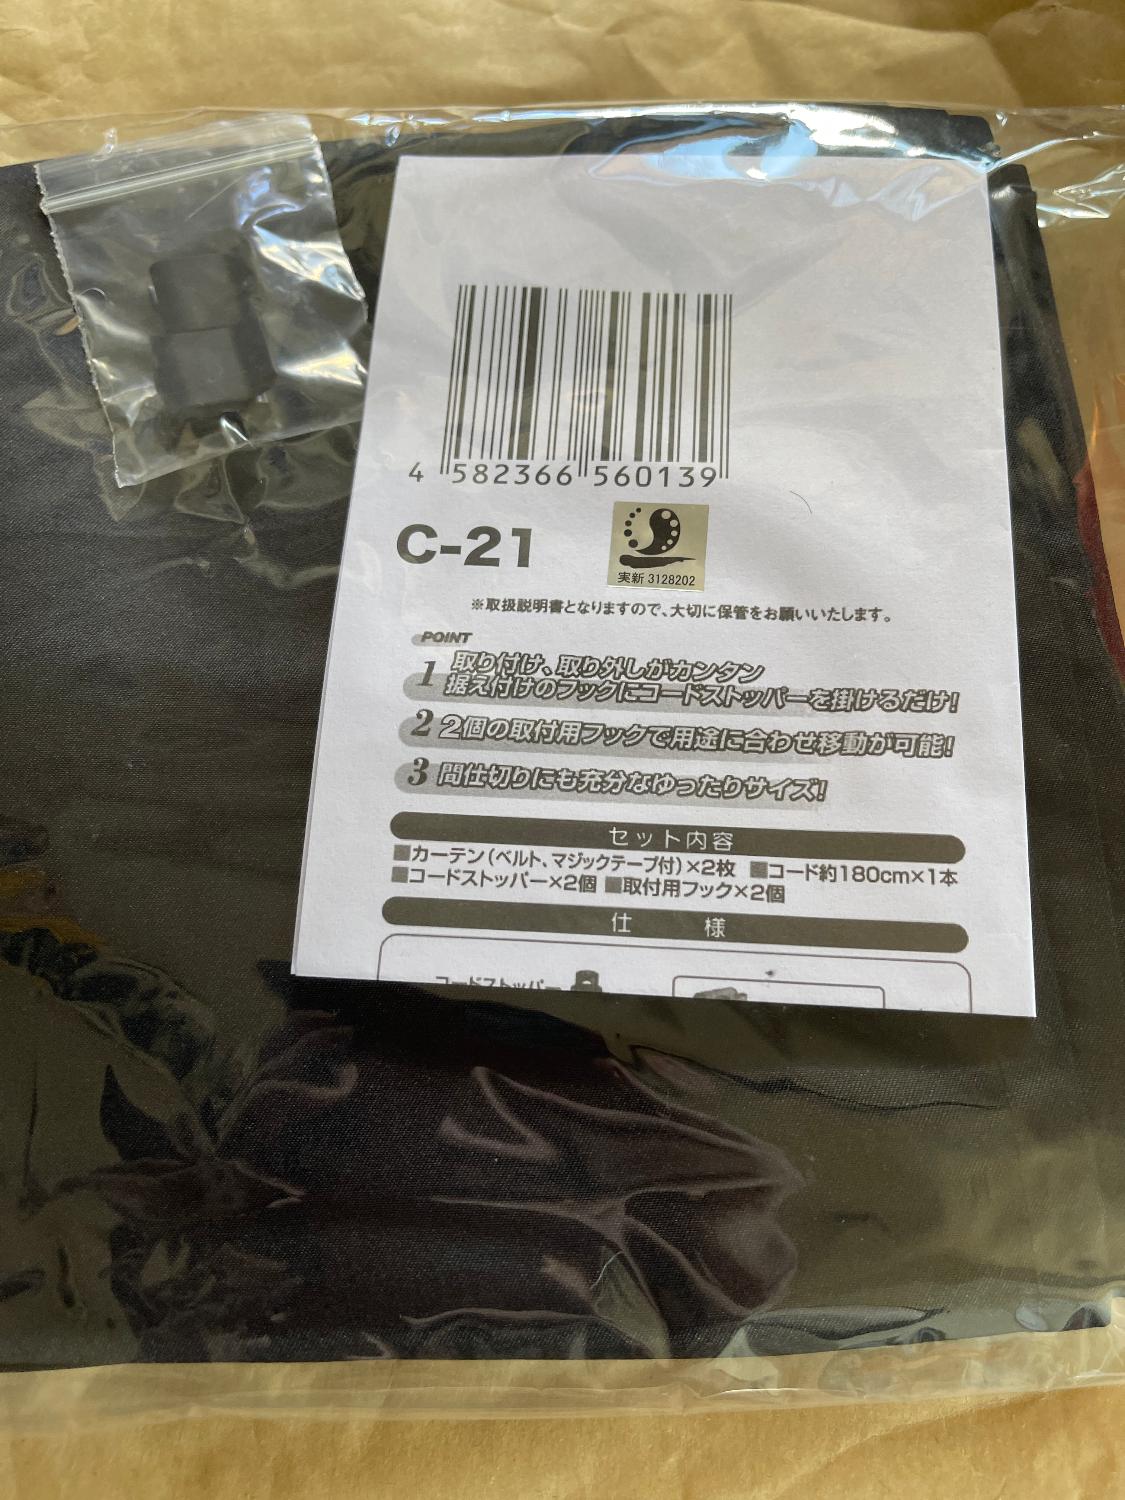 4 582366 560139
C-21
実新 3128202
※取扱説明書となりますので、大切に保管をお願いいたします。
POINT
1 取り付け、取り外しがカンタン
据え付けのフックにコードストッパーを掛けるだけ!
2 2個の取付用フックで用途に合わせ移動が可能!
3 間仕切りにも充分なゆったりサイズ!
セット内容
■カーテン(ベルト、マジックテープ付)×2枚 ■コード約180cm×1本
■コードストッパー×2個 ■取付用フック×2個
仕 様
コードストッパー